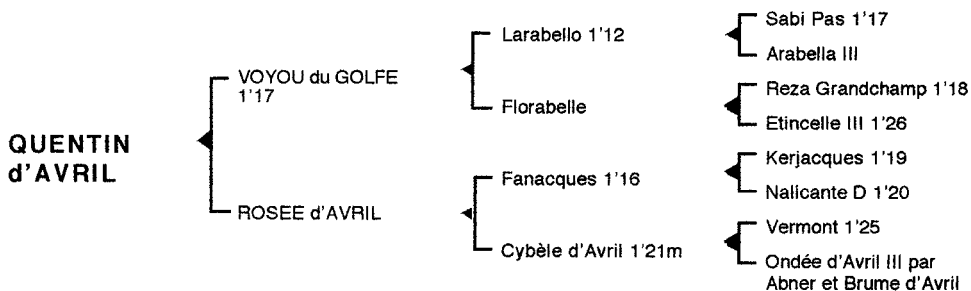 QUENTIN
d'AVRIL
VOYOU du GOLFE
1'17
ROSEE d'AVRIL
Larabello 1'12
Florabelle
Fanacques 1'16
Cybèle d'Avril 1'21m
Sabi Pas 1'17
Arabella III
Reza Grandchamp 1'18
Etincelle III 1'26
Kerjacques 1'19
Nalicante D 1'20
Vermont 1'25
Ondée d'Avril III par
Abner et Brume d'Avril